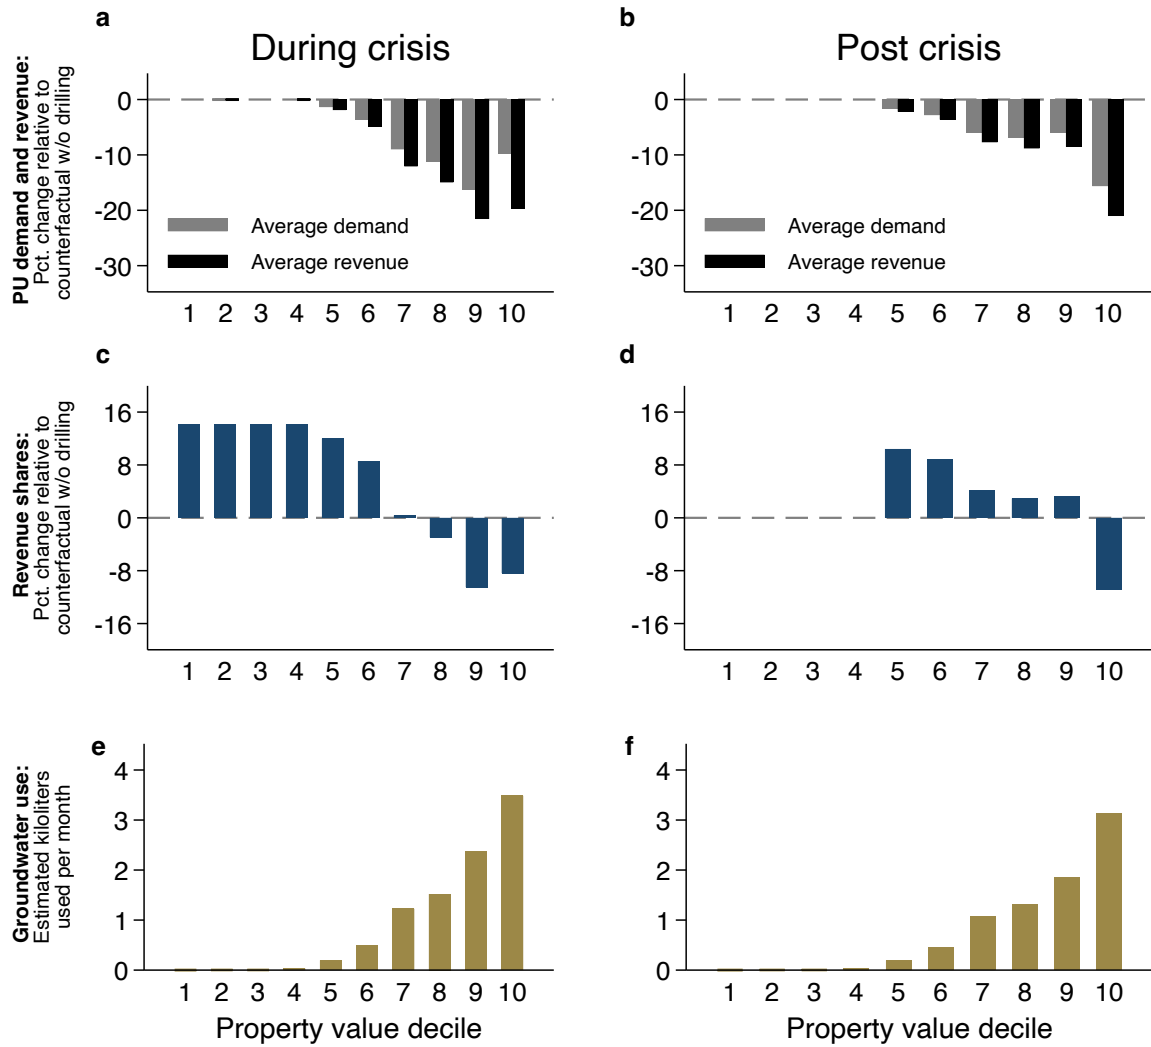 a
During crisis
b
Post crisis
PU demand and revenue:
Pct. change relative to
counterfactual w/o drilling
0
-10
-20
-30
Average demand
Average revenue
1 2 3 4 5 6 7 8 9 10
0
-10
-20
-30
Average demand
Average revenue
1 2 3 4 5 6 7 8 9 10
c
d
Revenue shares:
Pct. change relative to
counterfactual w/o drilling
16
8
0
-8
-16
1 2 3 4 5 6 7 8 9 10
16
8
0
-8
-16
1 2 3 4 5 6 7 8 9 10
e
f
Groundwater use:
Estimated kiloliters
used per month
4
3
2
1
0
1 2 3 4 5 6 7 8 9 10
Property value decile
4
3
2
1
0
1 2 3 4 5 6 7 8 9 10
Property value decile